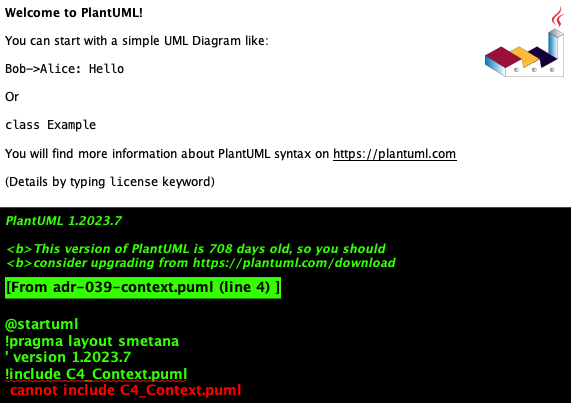 Welcome to PlantUML!
You can start with a simple UML Diagram like:
Bob->Alice: Hello
Or
class Example
You will find more information about PlantUML syntax on https://plantuml.com
(Details by typing license keyword)
PlantUML 1.2023.7
<b>This version of PlantUML is 708 days old, so you should
<b>consider upgrading from https://plantuml.com/download
[From adr-039-context.puml (line 4) ]
@startuml
!pragma layout smetana
' version 1.2023.7
!include C4_Context.puml
cannot include C4_Context.puml